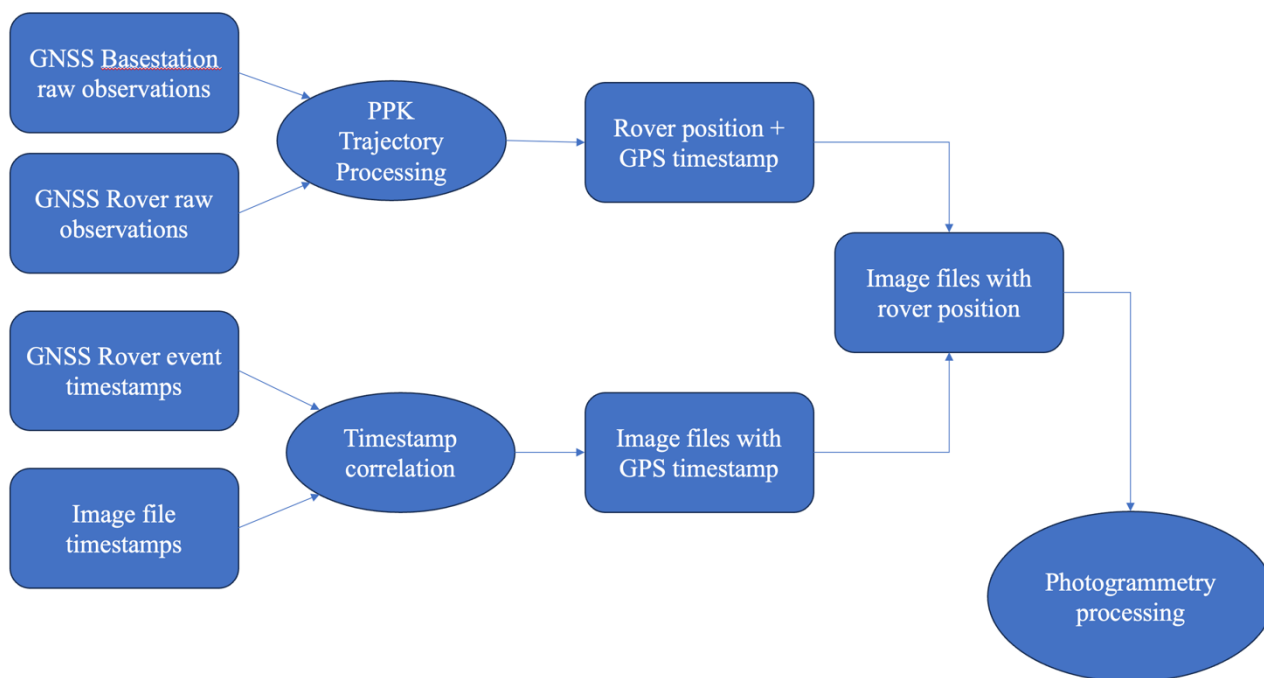 GNSS Basestation
raw observations
GNSS Rover raw
observations
PPK
Trajectory
Processing
Rover position +
GPS timestamp
Image files with
rover position
GNSS Rover event
timestamps
Image file
timestamps
Timestamp
correlation
Image files with
GPS timestamp
Photogrammetry
processing